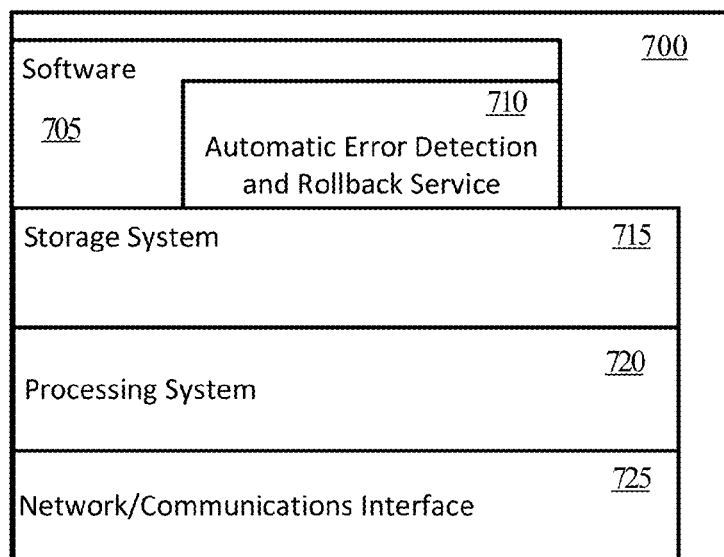 700
Software
710
705
Automatic Error Detection
and Rollback Service
Storage System 715
720
Processing System
725
Network/Communications Interface